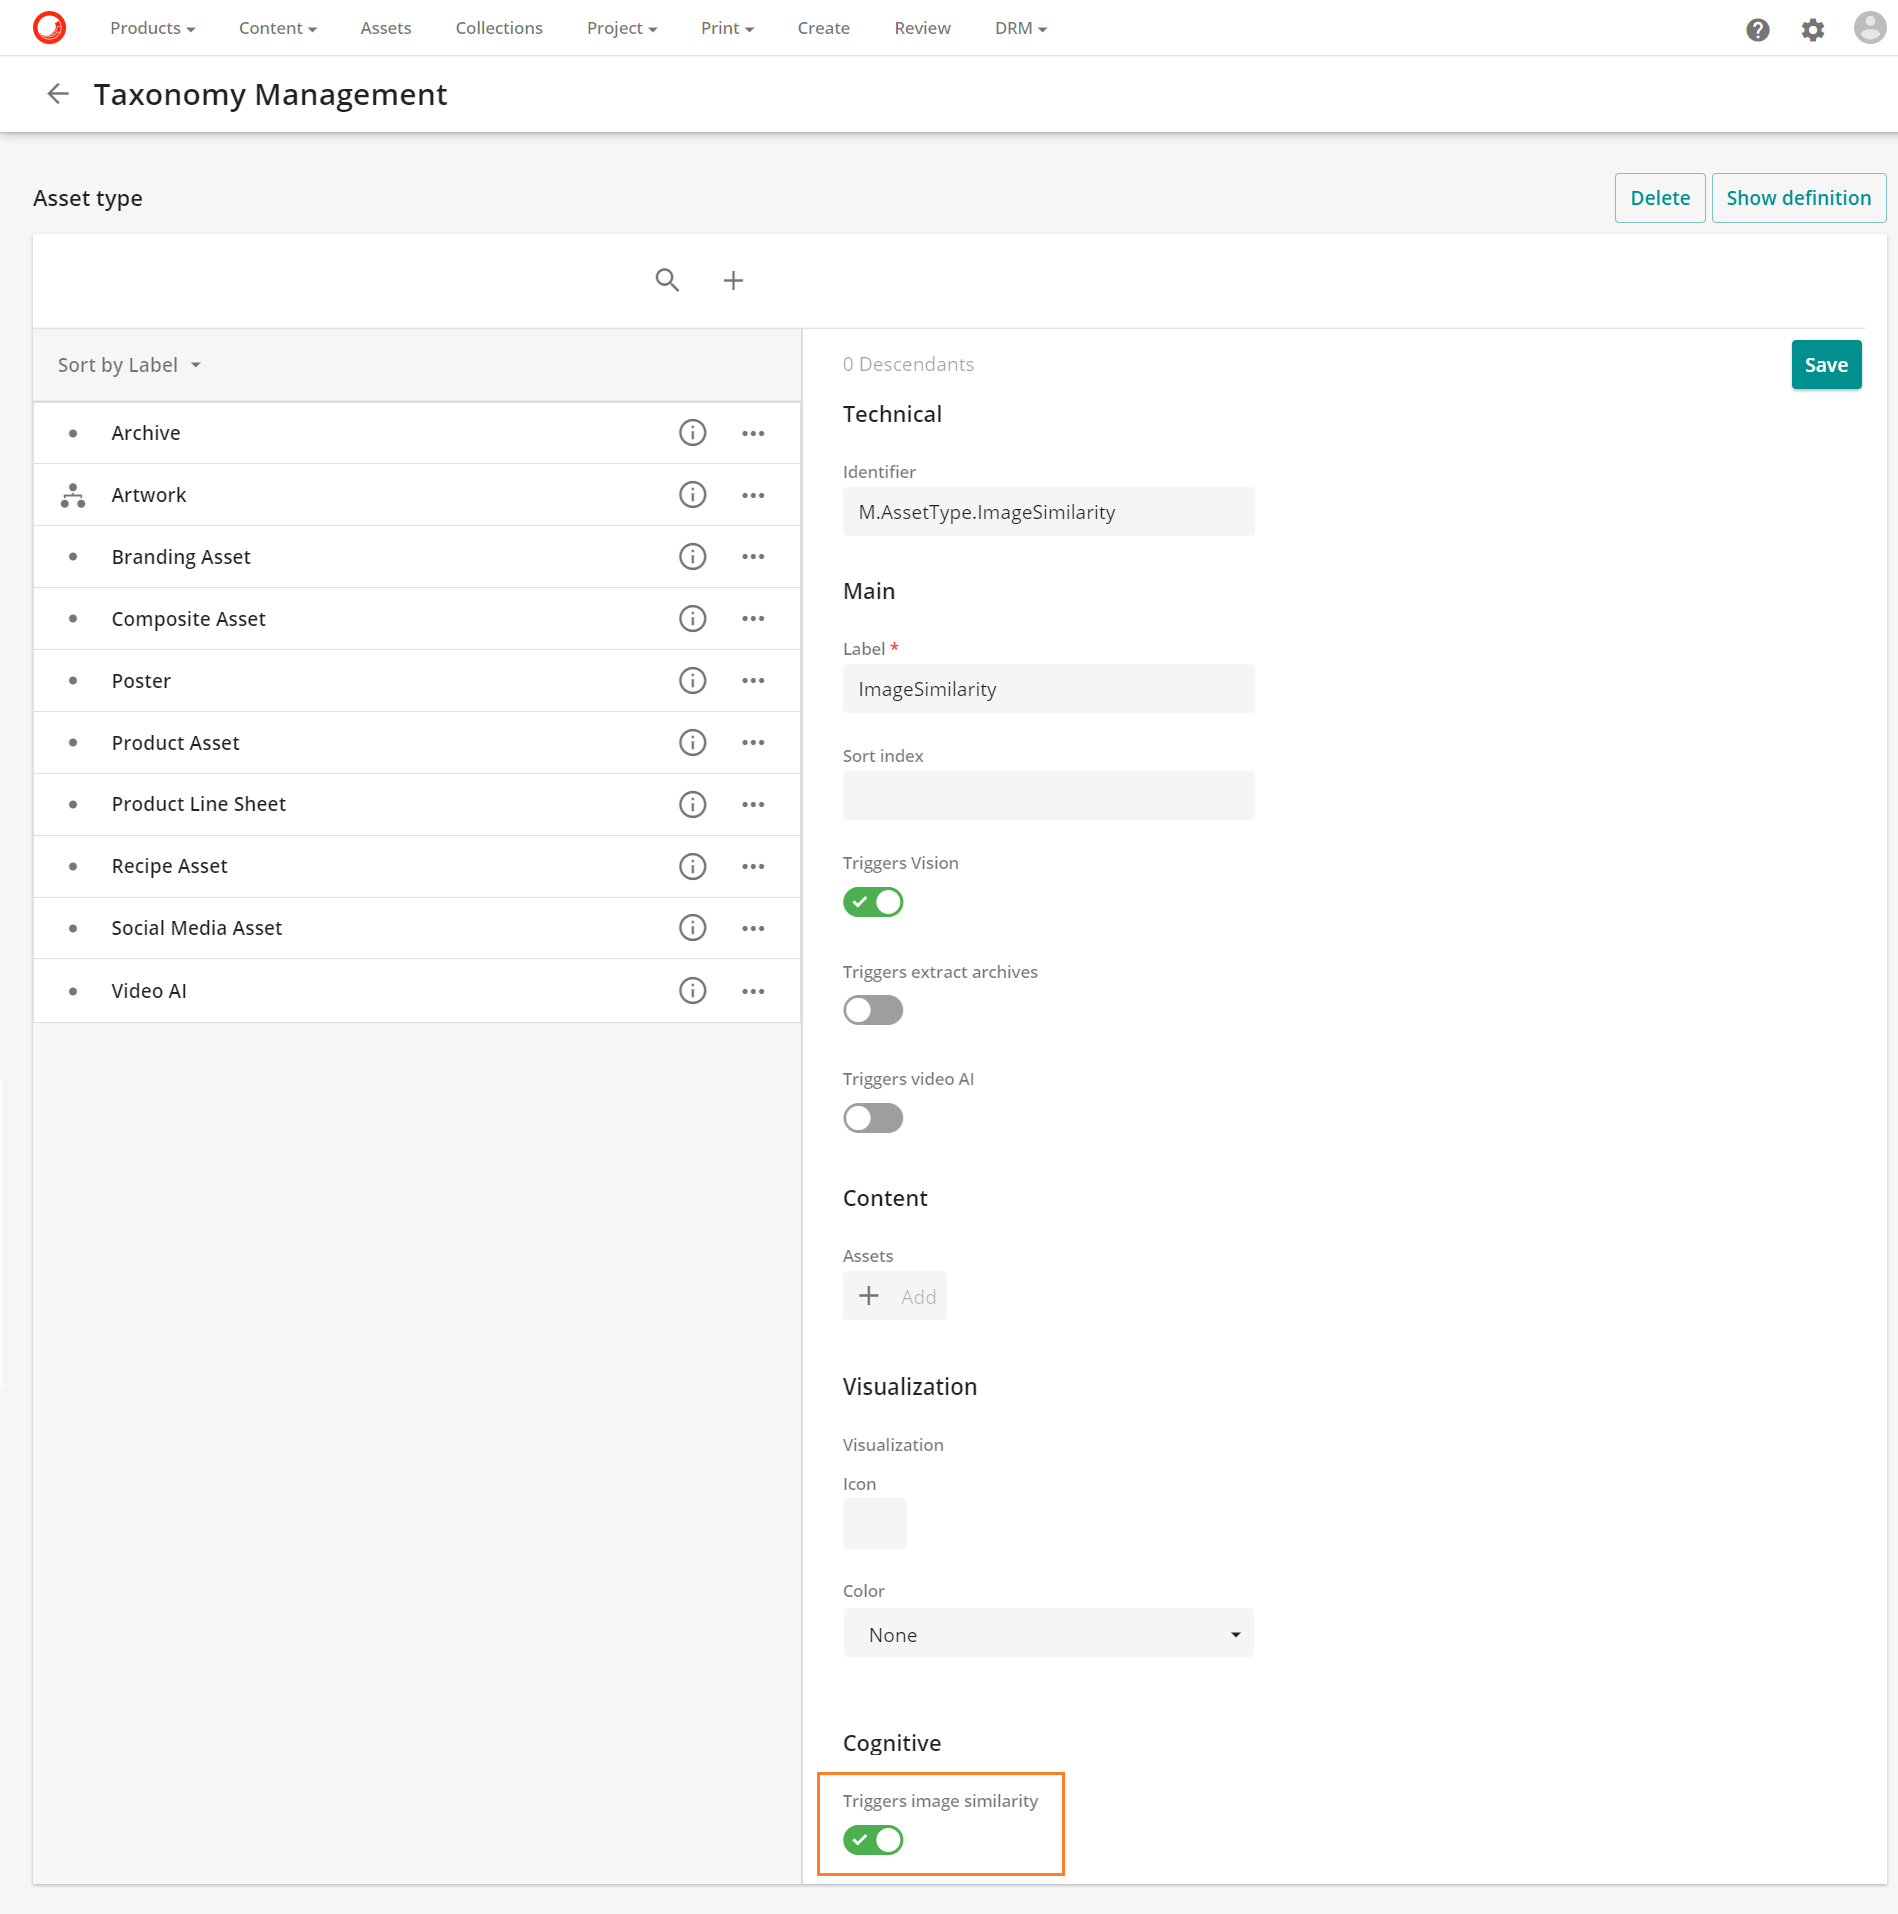 Products Content Assets Collections Project Print Create Review DRM
Taxonomy Management
Asset type
Delete Show definition
Sort by Label
Archive
Artwork
Branding Asset
Composite Asset
Poster
Product Asset
Product Line Sheet
Recipe Asset
Social Media Asset
Video AI
0 Descendants
Save
Technical
Identifier
M.AssetType.ImageSimilarity
Main
Label *
ImageSimilarity
Sort index
Triggers Vision
Triggers extract archives
Triggers video AI
Content
Assets
Add
Visualization
Visualization
Icon
Color
None
Cognitive
Triggers image similarity